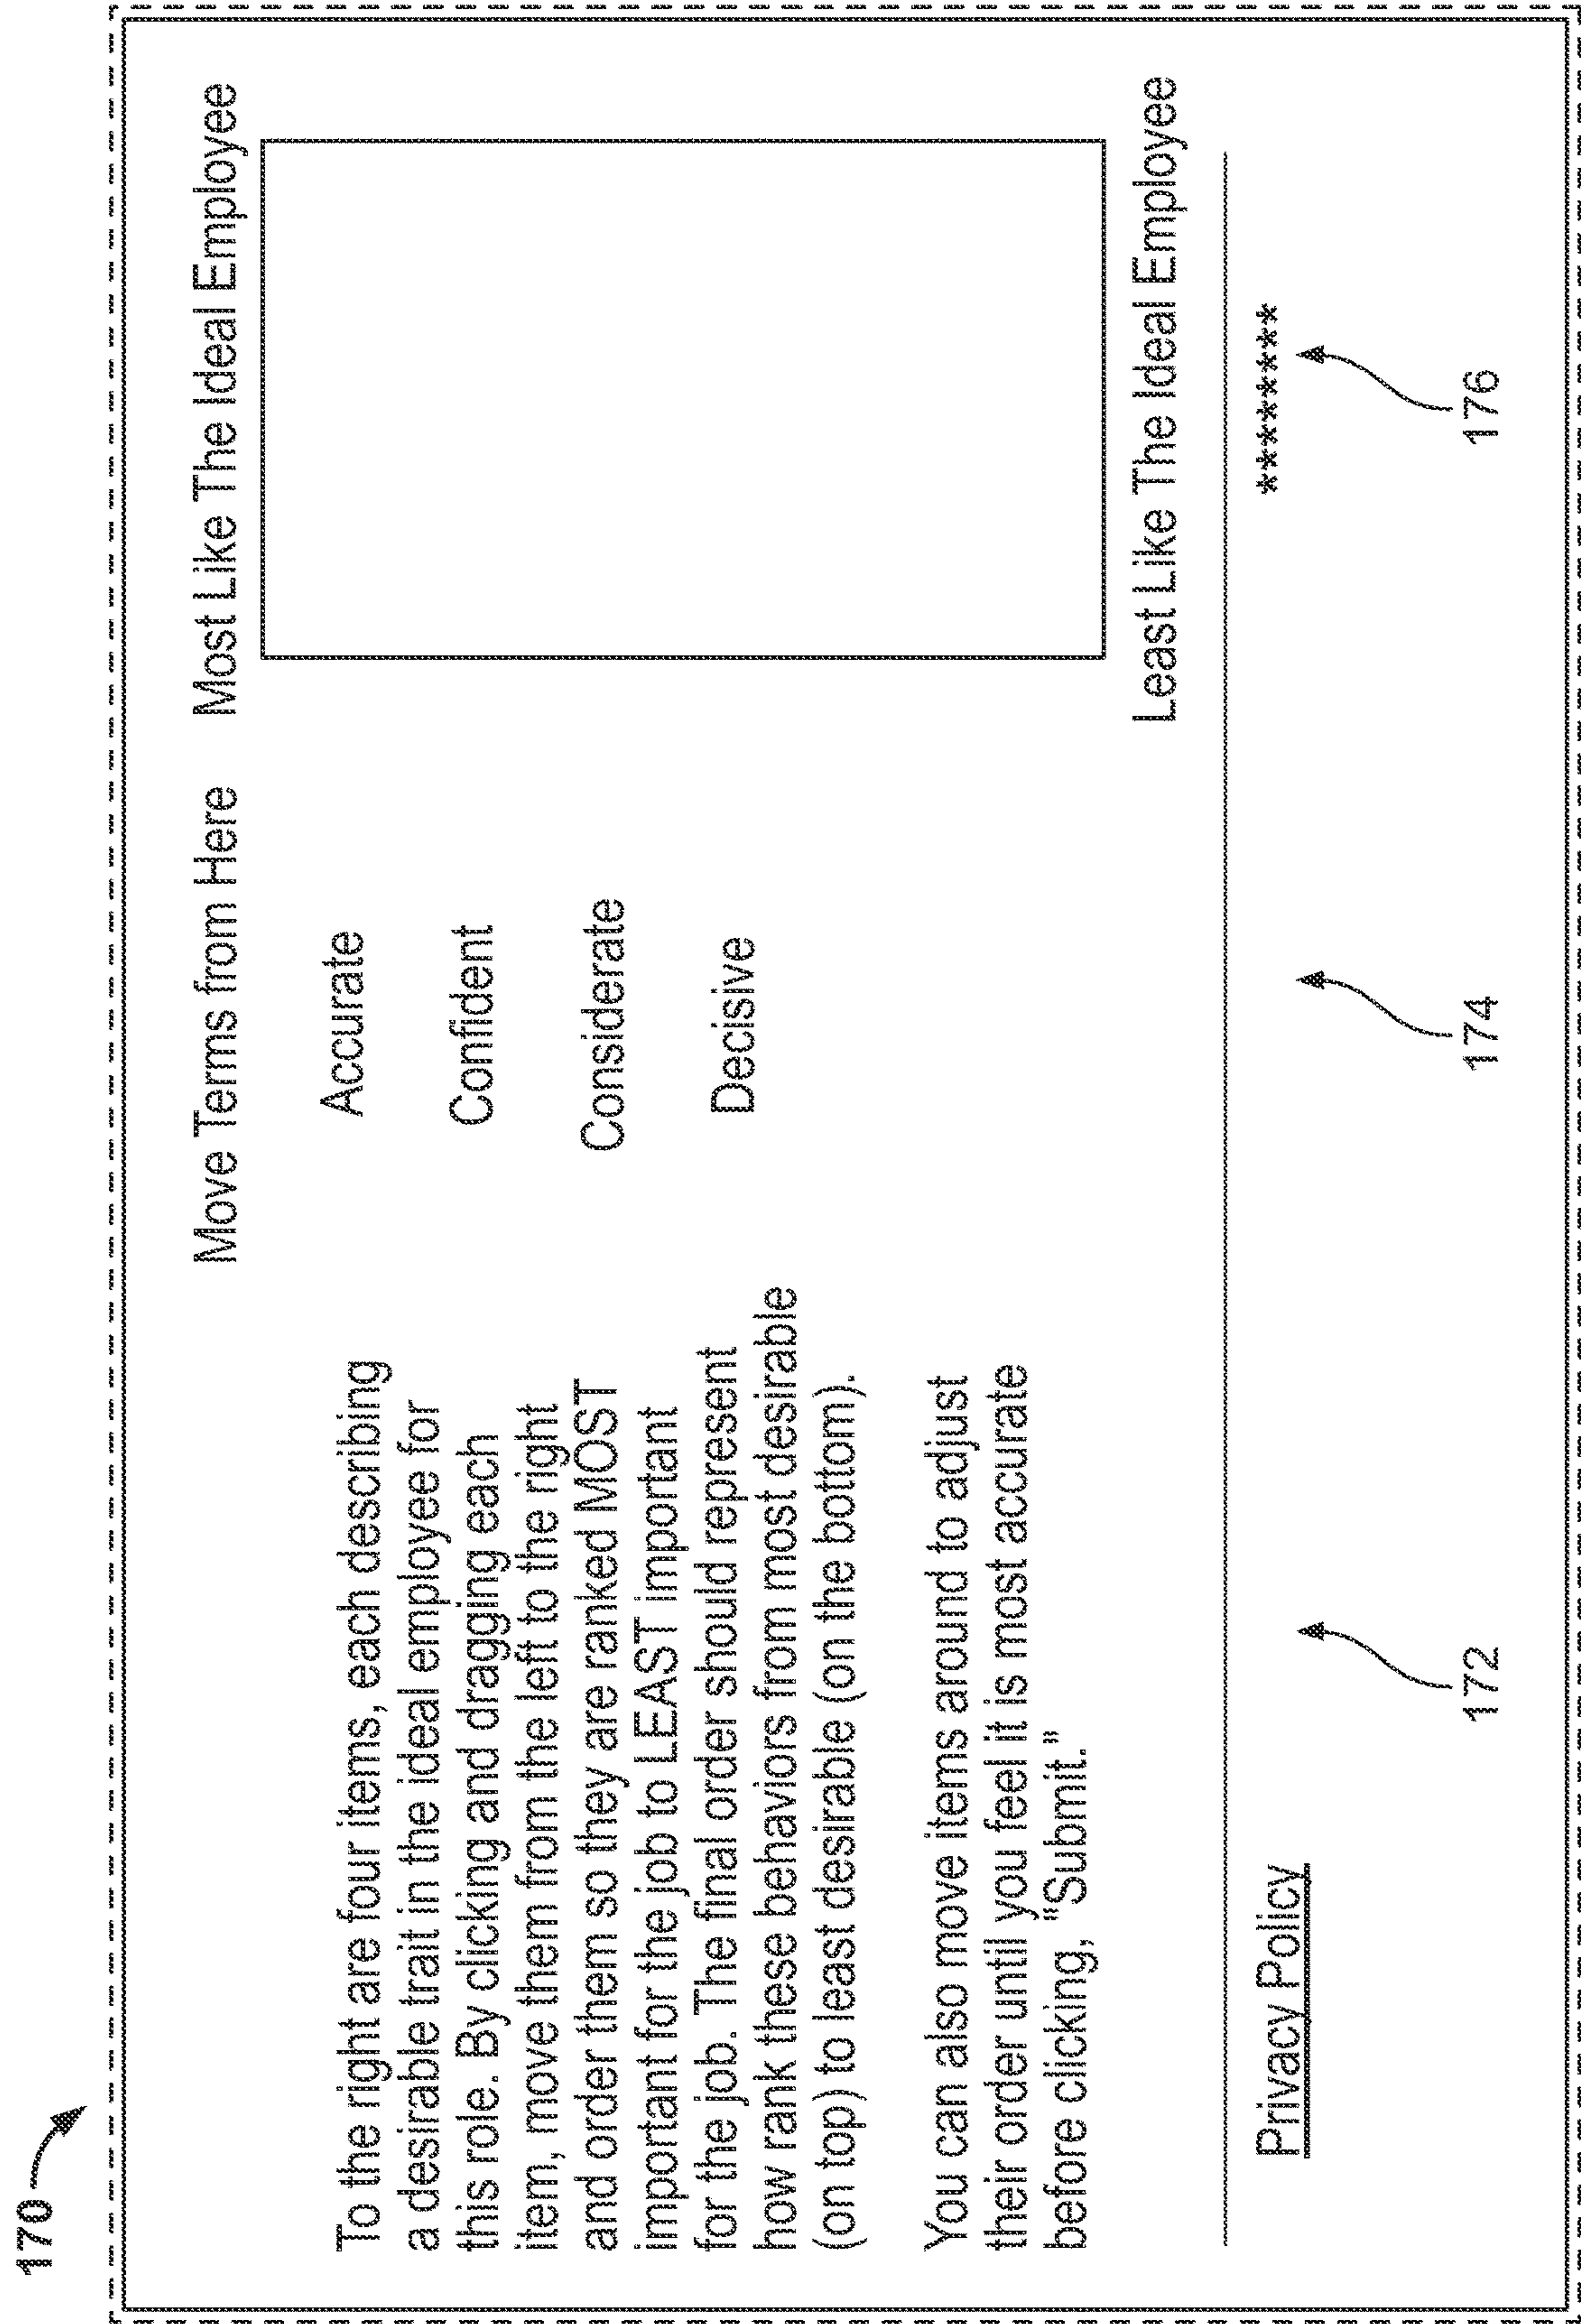 170
Move Terms from Here
Most Like The Ideal Employee
To the right are four items, each describing
a desirable trait in the ideal employee for
this role. By clicking and dragging each
item, move them from the left to the right
and order them so they are ranked MOST
important for the job to LEAST important
for the job. The final order should represent
how rank these behaviors from most desirable
(on top) to least desirable (on the bottom).
You can also move items around to adjust
their order until you feel it is most accurate
before clicking, "Submit."
Accurate
Confident
Considerate
Decisive
Least Like The Ideal Employee
Privacy Policy
********
172
174
176